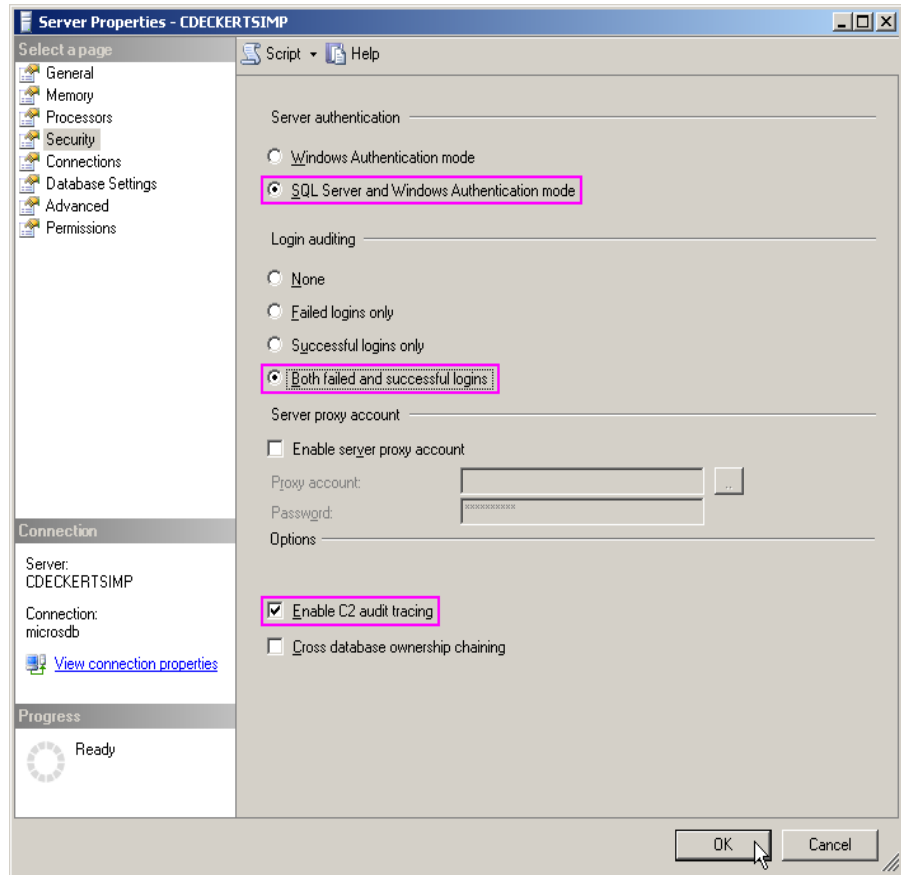 Server Properties - CDECKERTSIMP
Select a page
General
Memory
Processors
Security
Connections
Database Settings
Advanced
Permissions
Script Help
Server authentication
Windows Authentication mode
SQL Server and Windows Authentication mode
Login auditing
None
Failed logins only
Successful logins only
Both failed and successful logins
Server proxy account
Enable server proxy account
Proxy account:
..
Password:
xxxxxxxxxx
Options
Enable C2 audit tracing
Cross database ownership chaining
Connection
Server:
CDECKERTSIMP
Connection:
microsdb
View connection properties
Progress
Ready
OK Cancel